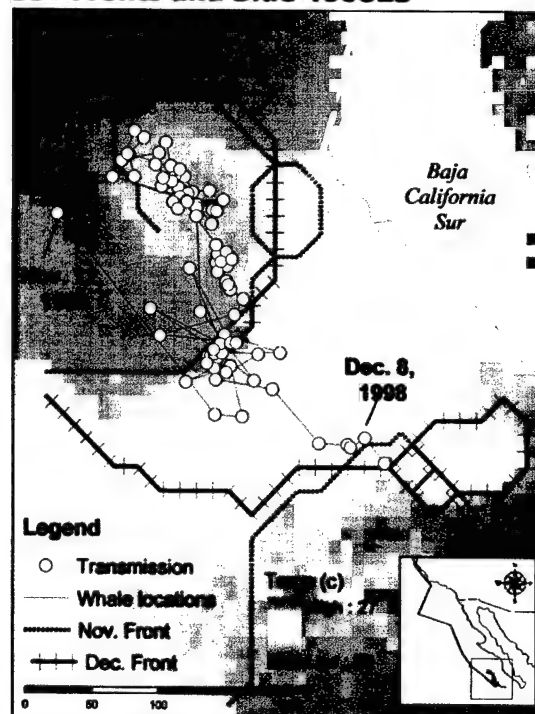 Baja
California
Sur
Dec. 8,
1998
Legend
Transmission
Whale locations
Nov. Front
Dec. Front
(c)
0 50 100